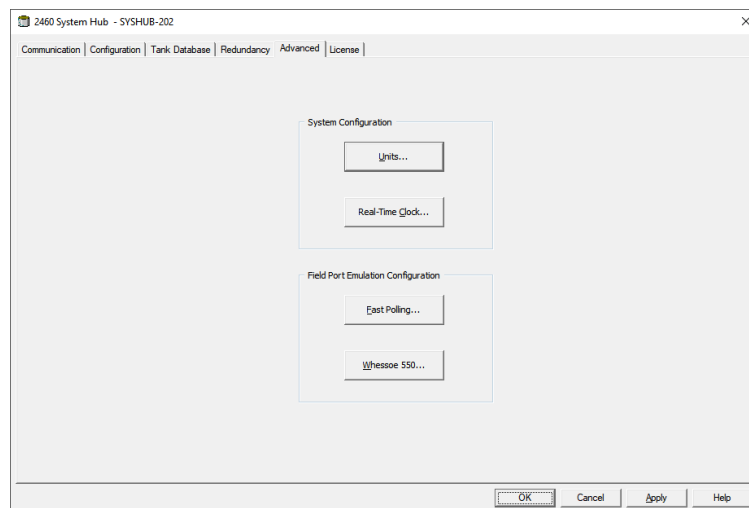 2460 System Hub - SYSHUB-202
Communication Configuration Tank Database Redundancy Advanced License
System Configuration
Units...
Real-Time Clock...
Field Port Emulation Configuration
Fast Polling...
Whessoe 550...
OK Cancel Apply Help